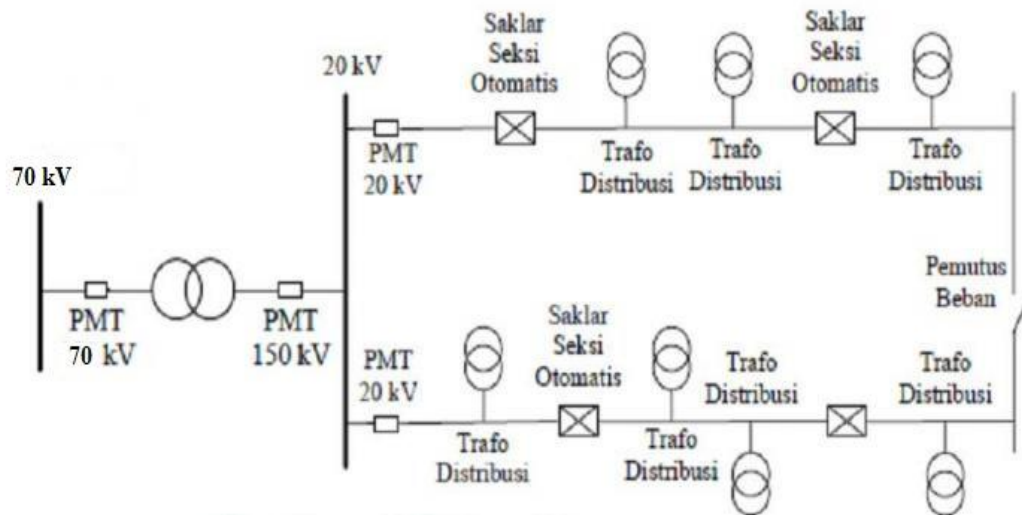 Saklar
Seksi
Otomatis
Saklar
Seksi
Otomatis
20 kV
PMT
20 kV
Trafo
Distribusi
Trafo
Distribusi
Trafo
Distribusi
70 kV
PMT
70 kV
PMT
150 kV
Pemutus
Beban
PMT
20 kV
Saklar
Seksi
Otomatis
Trafo
Distribusi
Trafo
Distribusi
Trafo
Distribusi
Trafo
Distribusi